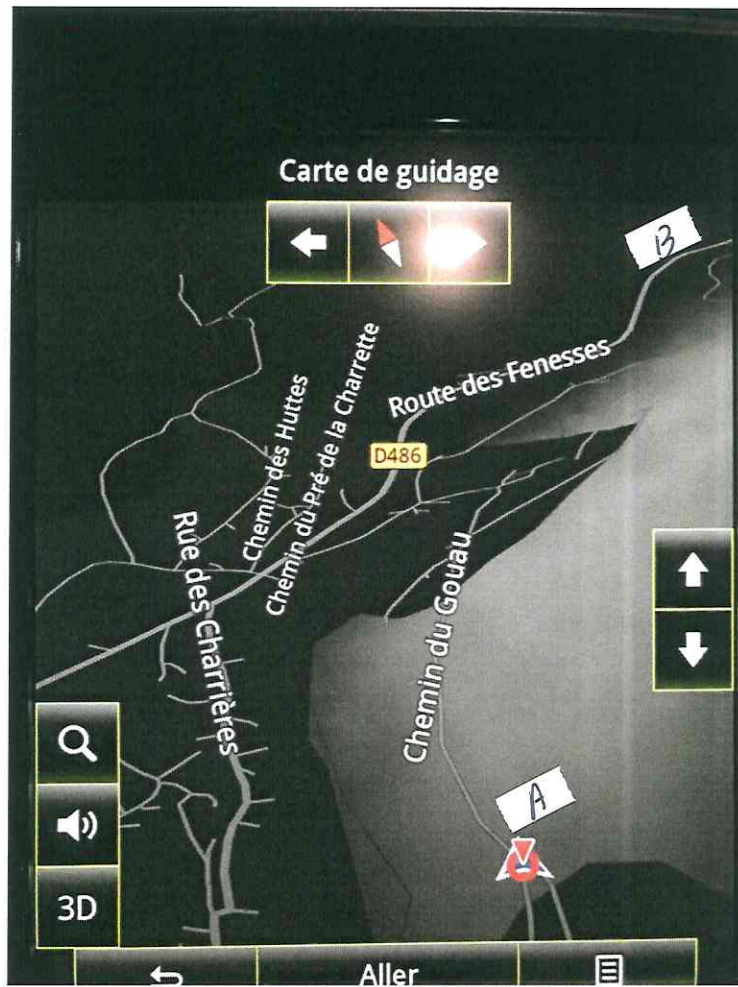 Carte de guidage
B
Route des Fenesses
D486
Chemin des Huttes
Chemin du Pré de la Charrette
Rue des Charrières
Chemin du Gouau
A
3D
Aller